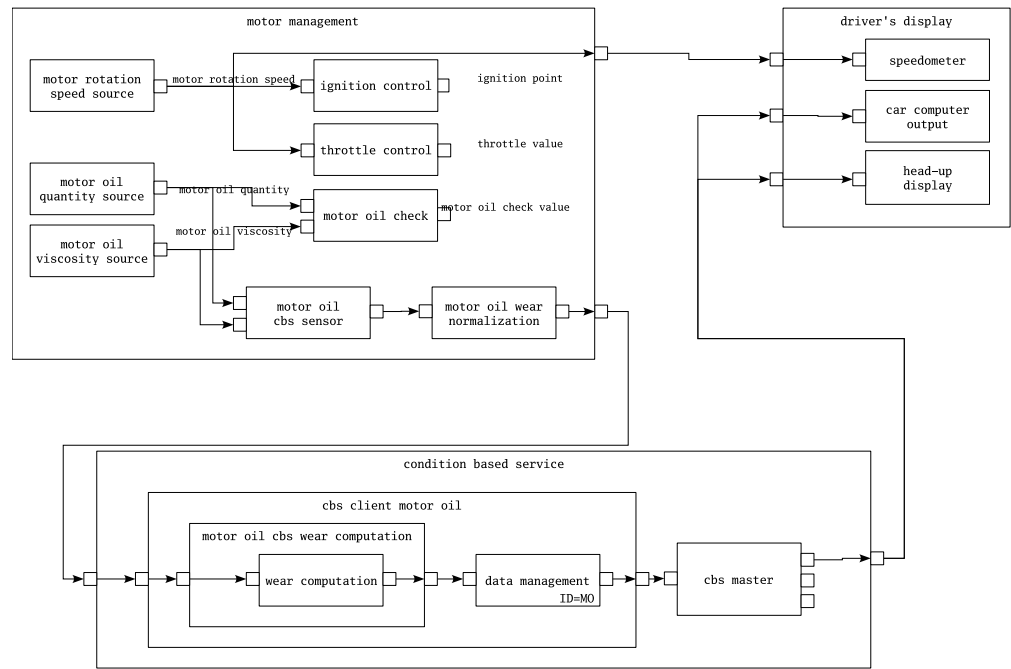 motor management
motor rotation
speed source
motor rotation speed
ignition control
ignition point
throttle control
throttle value
motor oil
quantity source
motor oil quantity
motor oil check
motor oil check value
motor oil
viscosity source
motor oil viscosity
motor oil
cbs sensor
motor oil wear
normalization
driver's display
speedometer
car computer
output
head-up
display
condition based service
cbs client motor oil
motor oil cbs wear computation
wear computation
data management
ID=MO
cbs master